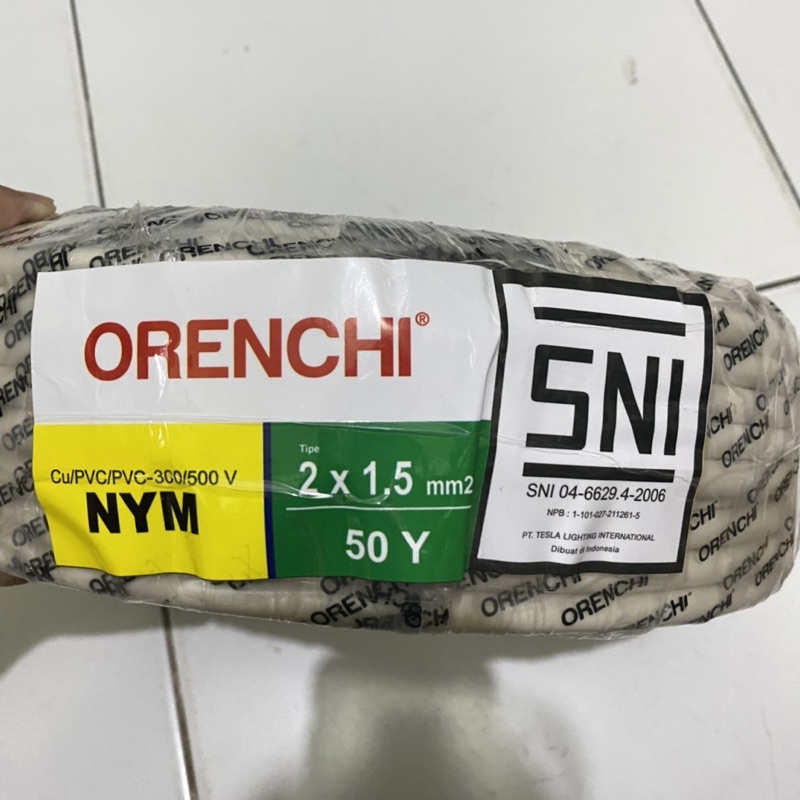 ORENCHI®
Cu/PVC/PVC-300/500 V
NYM
Tipe
2 x 1,5 mm2
50 Y
SNI
SNI 04-6629.4-2006
NPB : 1-101-027-211261-5
PT. TESLA LIGHTING INTERNATIONAL
Dibuat di Indonesia
ORENCHI
ORENCHI
ORENCHI
ORENCHI
ORENCHI
ORENCHI
ORENCHI
ORENCHI